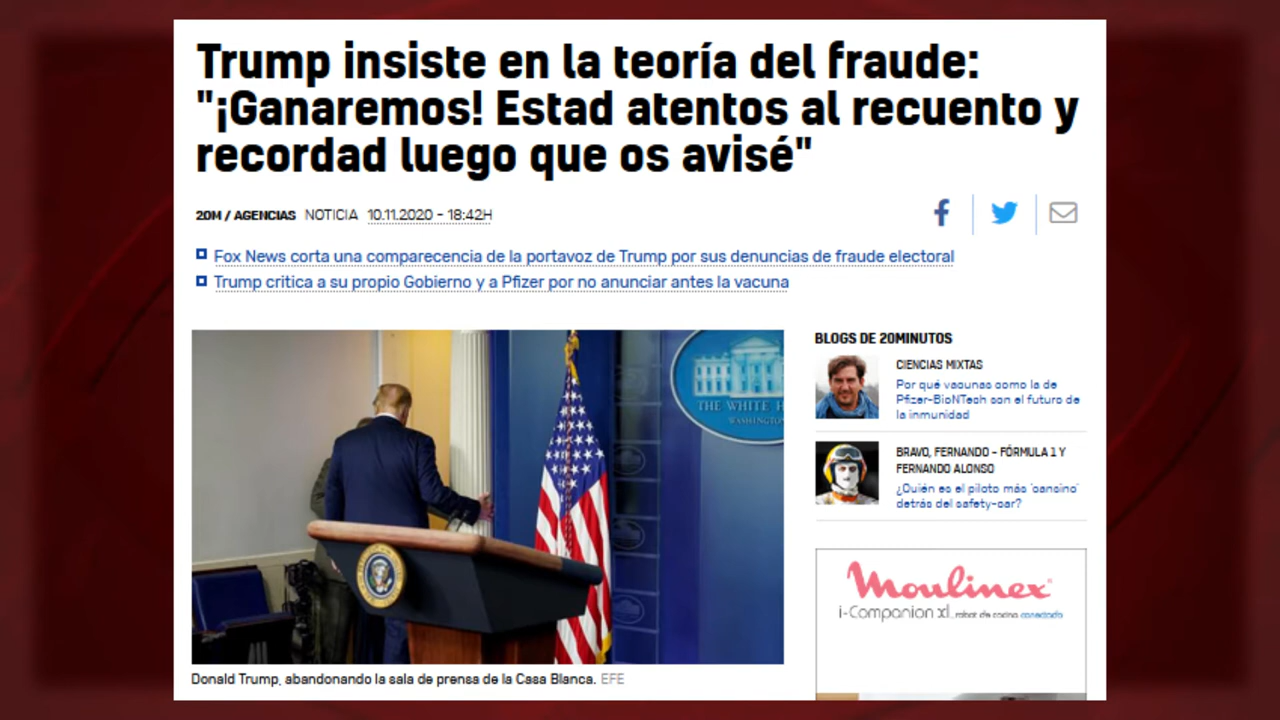 Trump insiste en la teoría del fraude:
"¡Ganaremos! Estad atentos al recuento y
recordad luego que os avisé"
20M / AGENCIAS NOTICIA 10.11.2020 - 18:42H
Fox News corta una comparecencia de la portavoz de Trump por sus denuncias de fraude electoral
Trump critica a su propio Gobierno y a Pfizer por no anunciar antes la vacuna
THE WHITE H
WASHINGTON
Donald Trump, abandonando la sala de prensa de la Casa Blanca. EFE
BLOGS DE 20MINUTOS
CIENCIAS MIXTAS
Por qué vacunas como la de
Pfizer-BioNTech son el futuro de
la inmunidad
BRAVO, FERNANDO - FÓRMULA 1 Y
FERNANDO ALONSO
¿Quién es el piloto más 'cansino'
detrás del safety-car?
Moulinex
i-Companion xl, robot de cocina conectado